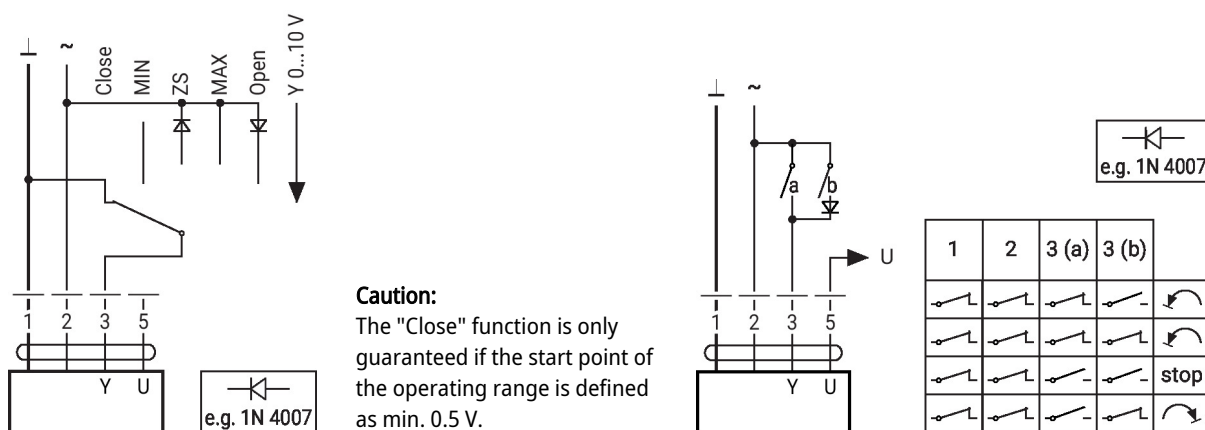 ⊥ ~ Close MIN ZS MAX Open Y 0...10 V
1 2 3 5
Y U
e.g. 1N 4007
Caution:
The "Close" function is only
guaranteed if the start point of
the operating range is defined
as min. 0.5 V.
⊥ ~
a b
U
1 2 3 5
Y U
e.g. 1N 4007
1 2 3 (a) 3 (b)
stop